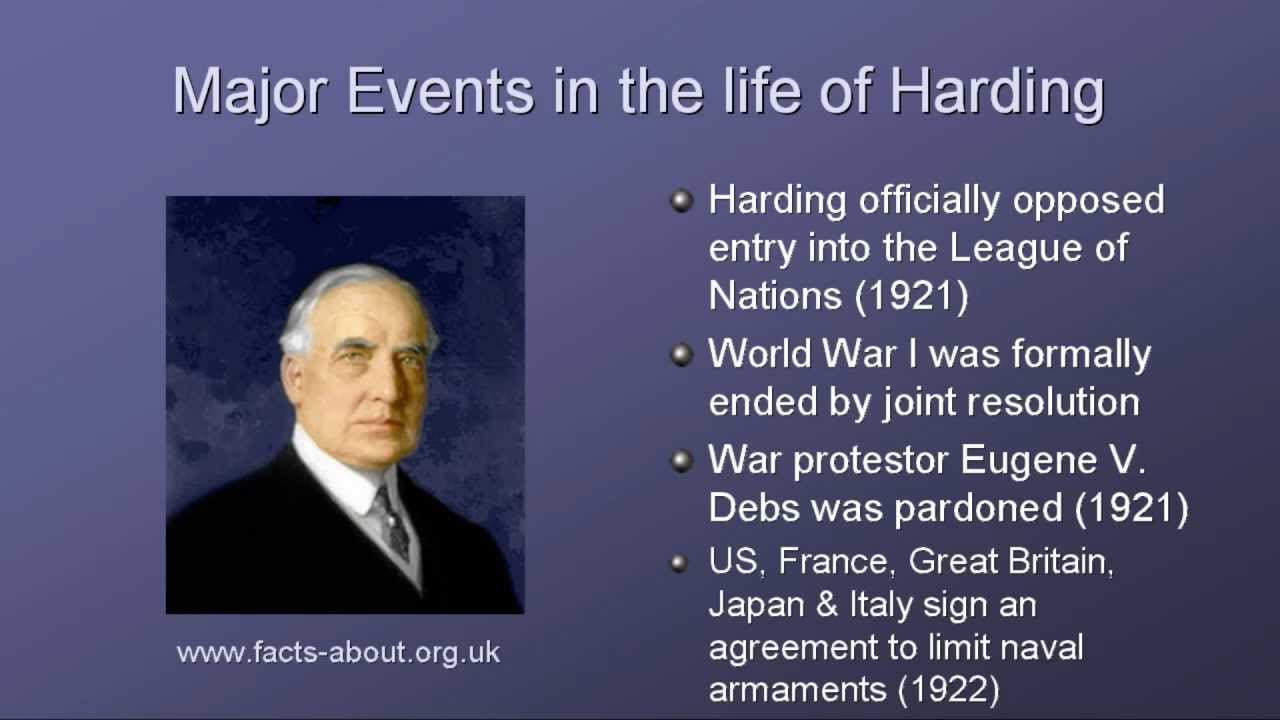 Major Events in the life of Harding
Harding officially opposed
entry into the League of
Nations (1921)
World War I was formally
ended by joint resolution
War protestor Eugene V.
Debs was pardoned (1921)
US, France, Great Britain,
Japan & Italy sign an
agreement to limit naval
armaments (1922)
www.facts-about.org.uk